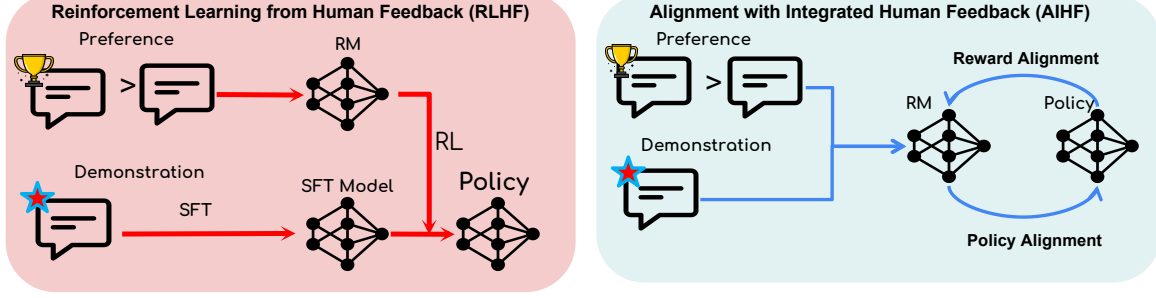 Reinforcement Learning from Human Feedback (RLHF)
Preference
>
RM
RL
Demonstration
SFT
SFT Model
Policy
Alignment with Integrated Human Feedback (AIHF)
Preference
>
Demonstration
Reward Alignment
RM
Policy
Policy Alignment